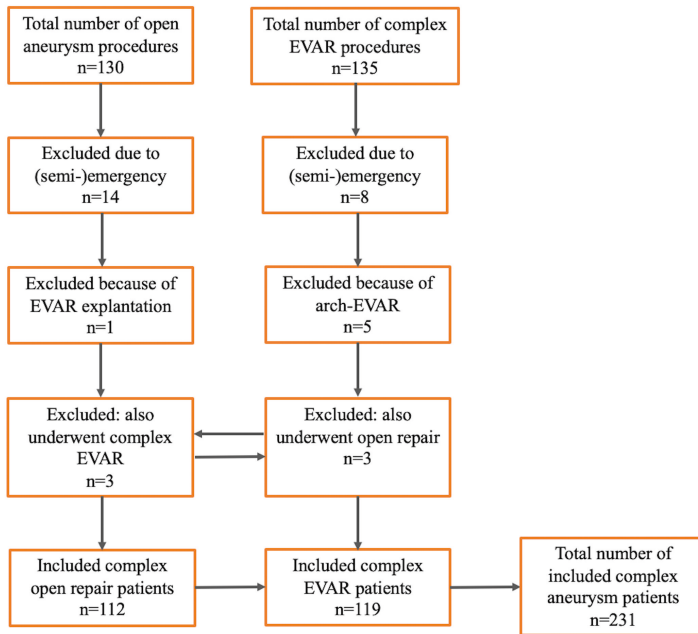 Total number of open
aneurysm procedures
n=130
Total number of complex
EVAR procedures
n=135
Excluded due to
(semi-)emergency
n=14
Excluded due to
(semi-)emergency
n=8
Excluded because of
EVAR explantation
n=1
Excluded because of
arch-EVAR
n=5
Excluded: also
underwent complex
EVAR
n=3
Excluded: also
underwent open repair
n=3
Included complex
open repair patients
n=112
Included complex
EVAR patients
n=119
Total number of
included complex
aneurysm patients
n=231